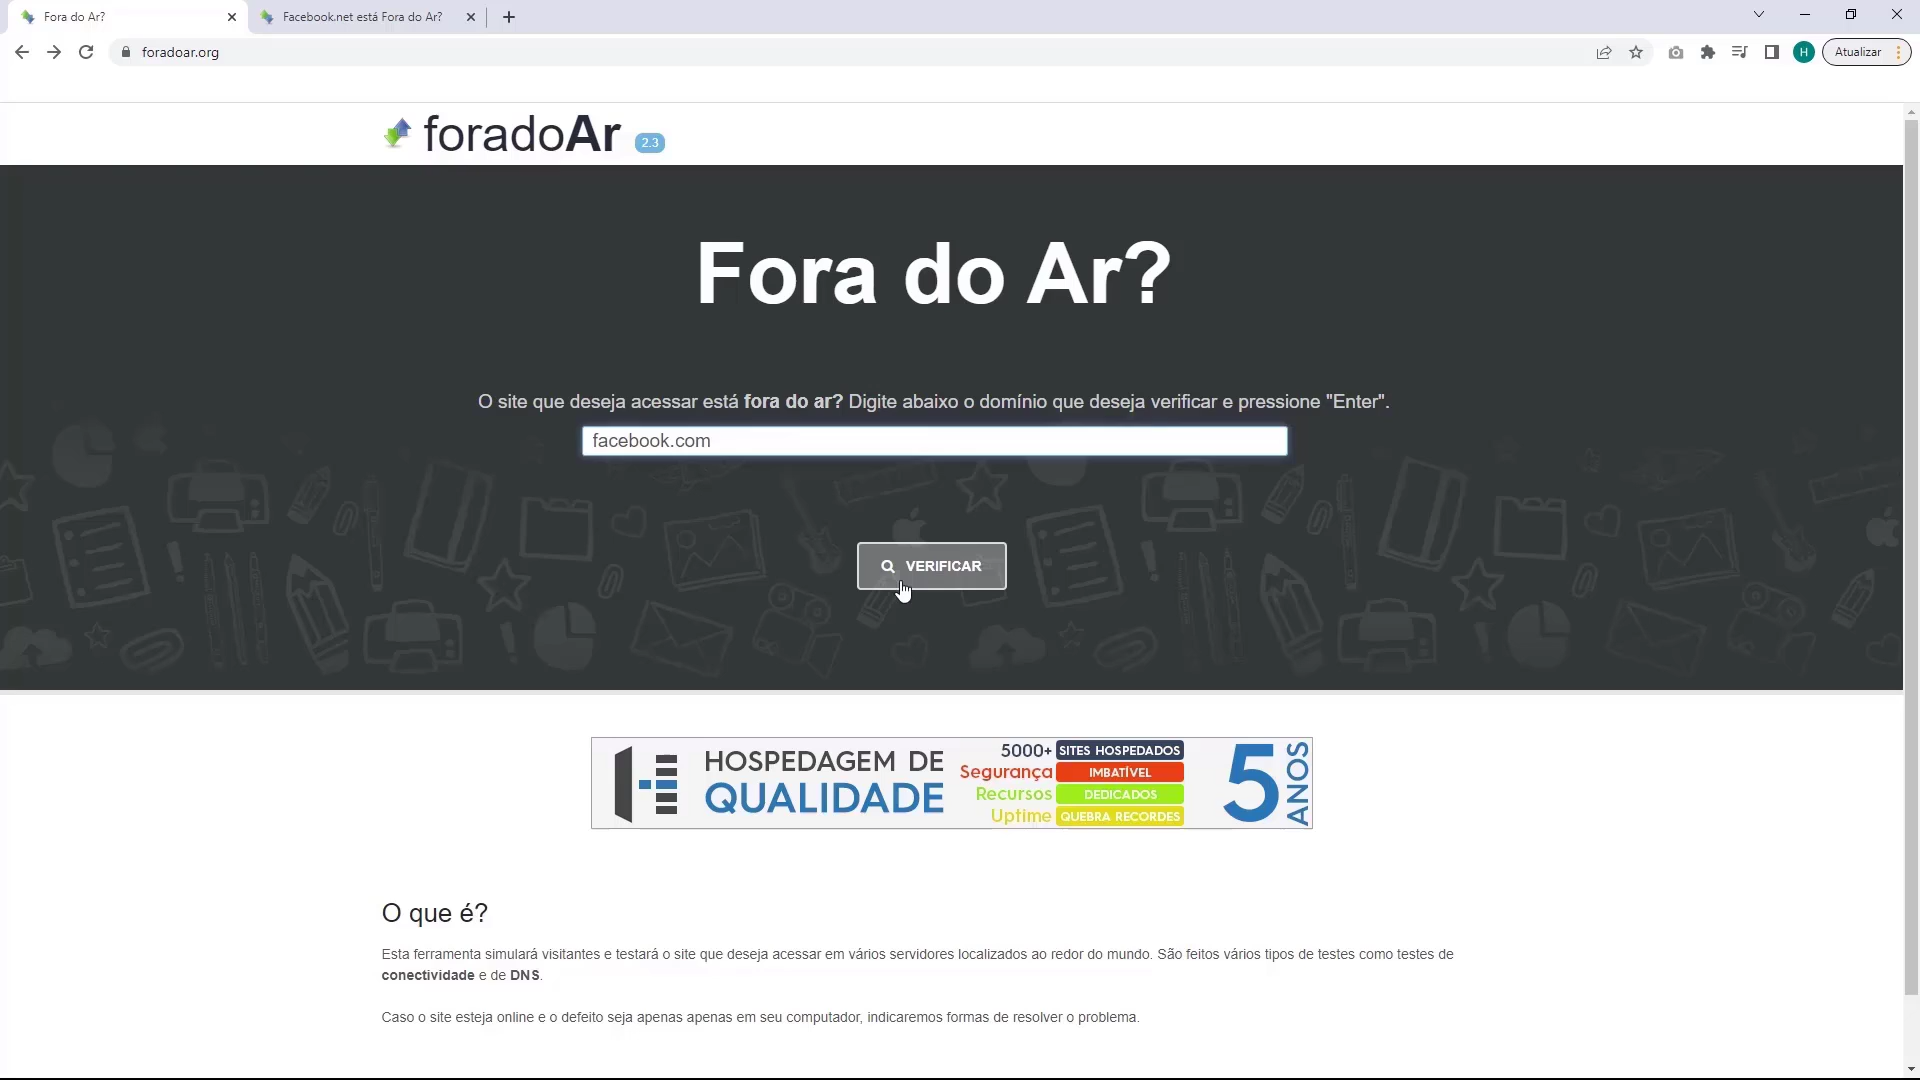 Fora do Ar?
Facebook.net está Fora do Ar?
foradoar.org
H
Atualizar
foradoAr 2.3
Fora do Ar?
O site que deseja acessar está fora do ar? Digite abaixo o domínio que deseja verificar e pressione "Enter".
facebook.com
VERIFICAR
HOSPEDAGEM DE
QUALIDADE
5000+ SITES HOSPEDADOS
Segurança IMBATÍVEL
Recursos DEDICADOS
Uptime QUEBRA RECORDES
5 ANOS
O que é?
Esta ferramenta simulará visitantes e testará o site que deseja acessar em vários servidores localizados ao redor do mundo. São feitos vários tipos de testes como testes de
conectividade e de DNS.
Caso o site esteja online e o defeito seja apenas apenas em seu computador, indicaremos formas de resolver o problema.